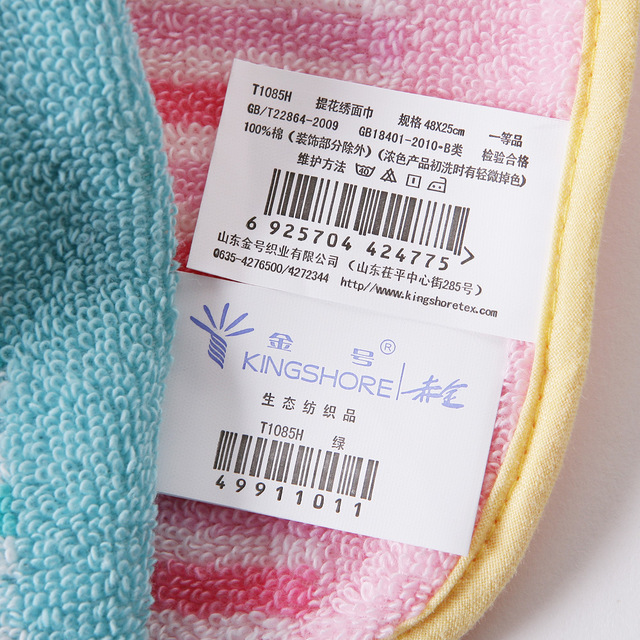 T1085H 提花绣面巾 规格 48X25cm 一等品
GB/T22864-2009 GB18401-2010·B类 检验合格
100%棉（装饰部分除外）（浓色产品初洗时有轻微掉色）
维护方法
6 925704 424775 >
山东金号织业有限公司（山东茌平中心街285号）
0635-4276500/4272344 http//www.kingshoretex.com
金号®
KINGSHORE 赤金
生态纺织品
T1085H 绿
49911011